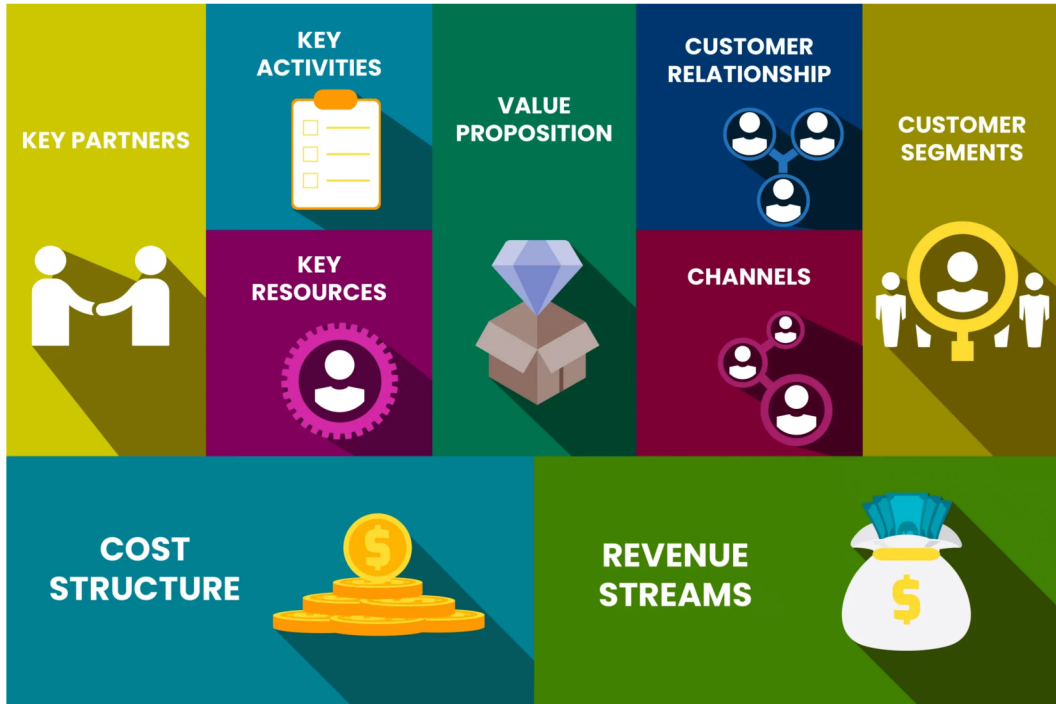 KEY PARTNERS
KEY
ACTIVITIES
KEY
RESOURCES
VALUE
PROPOSITION
CUSTOMER
RELATIONSHIP
CHANNELS
CUSTOMER
SEGMENTS
COST
STRUCTURE
$
REVENUE
STREAMS
$